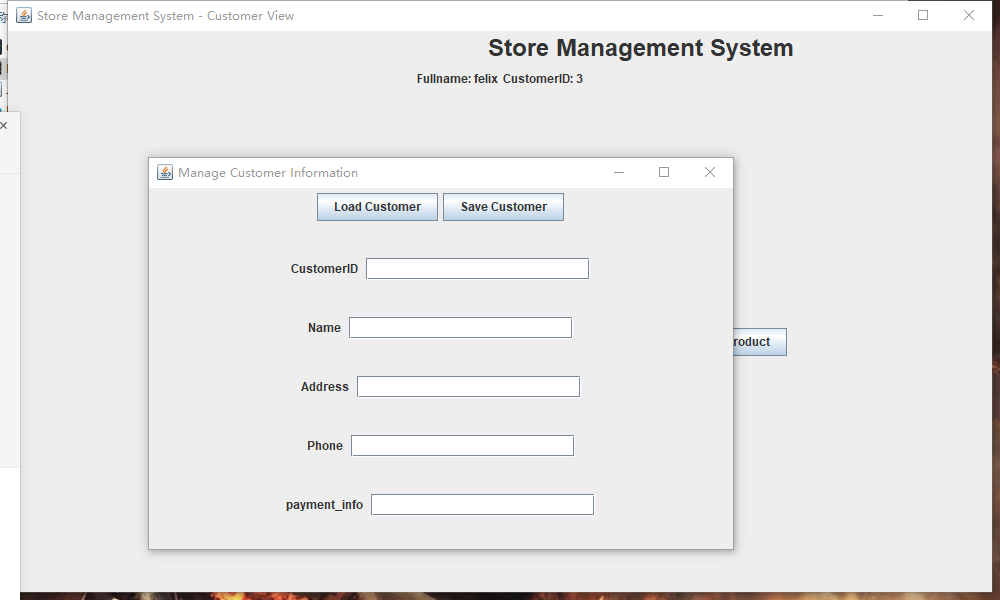 Store Management System - Customer View
Store Management System
Fullname: felix CustomerID: 3
Manage Customer Information
Load Customer Save Customer
CustomerID
Name
roduct
Address
Phone
payment_info